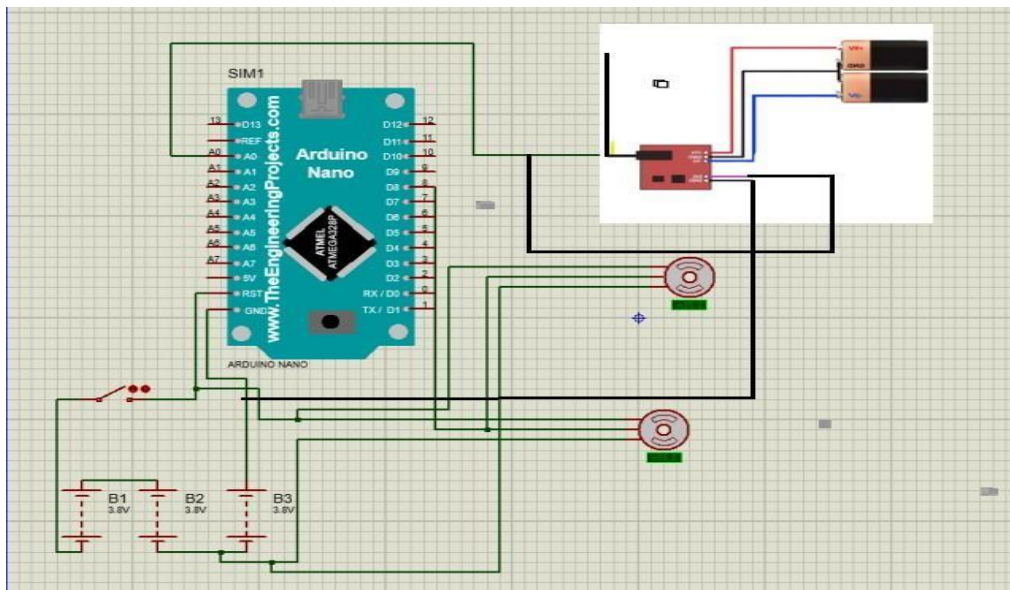 SIM1
www.TheEngineeringProjects.com
Arduino
Nano
ATMEL
ATMEGA328P
13 D13
REF
A0 A0
A1 A1
A2 A2
A3 A3
A4 A4
A5 A5
A6 A6
A7 A7
5V
RST
GND
D12 12
D11 11
D10 10
D9 9
D8 8
D7 7
D6 6
D5 5
D4 4
D3 3
D2 2
RX / D0 0
TX / D1 1
ARDUINO NANO
B1
3.8V
B2
3.8V
B3
3.8V